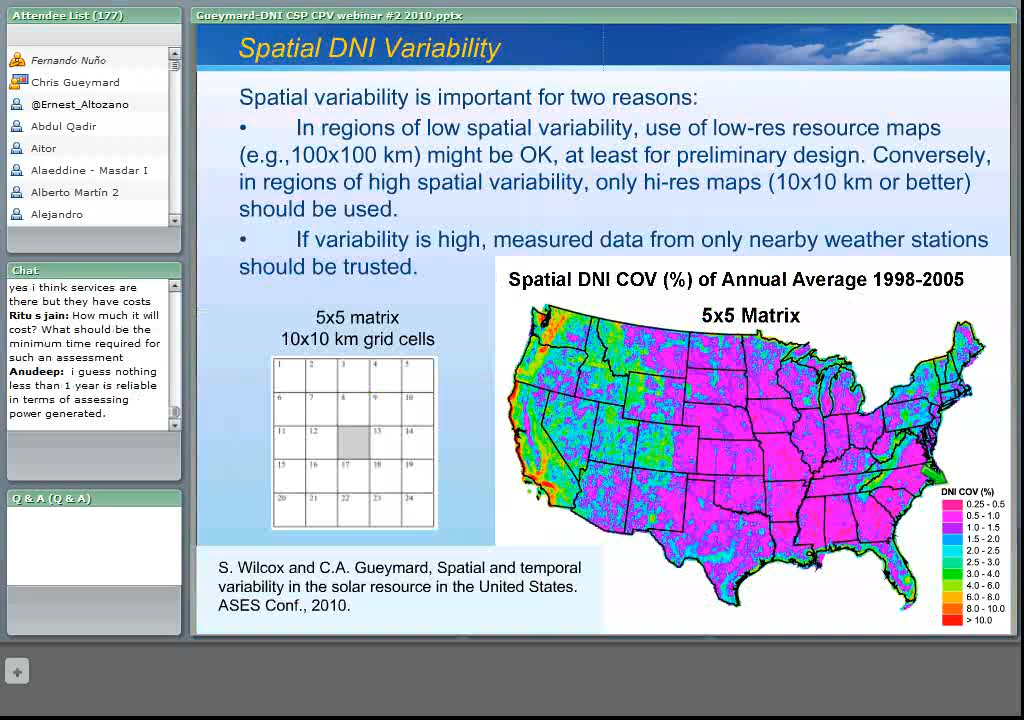 Attendee List (177)
Fernando Nuño
Chris Gueymard
@Ernest_Altozano
Abdul Qadir
Aitor
Alaeddine - Masdar I
Alberto Martín 2
Alejandro
Chat
yes i think services are
there but they have costs
Ritu s jain: How much it will
cost? What should be the
minimum time required for
such an assessment
Anudeep: i guess nothing
less than 1 year is reliable
in terms of assessing
power generated.
Q & A (Q & A)
Gueymard-DNI CSP CPV webinar #2 2010.pptx
Spatial DNI Variability
Spatial variability is important for two reasons:
• In regions of low spatial variability, use of low-res resource maps
(e.g.,100x100 km) might be OK, at least for preliminary design. Conversely,
in regions of high spatial variability, only hi-res maps (10x10 km or better)
should be used.
• If variability is high, measured data from only nearby weather stations
should be trusted.
5x5 matrix
10x10 km grid cells
1 2 3 4 5
6 7 8 9 10
11 12 13 14
15 16 17 18 19
20 21 22 23 24
S. Wilcox and C.A. Gueymard, Spatial and temporal
variability in the solar resource in the United States.
ASES Conf., 2010.
Spatial DNI COV (%) of Annual Average 1998-2005
5x5 Matrix
DNI COV (%)
0.25 - 0.5
0.5 - 1.0
1.0 - 1.5
1.5 - 2.0
2.0 - 2.5
2.5 - 3.0
3.0 - 4.0
4.0 - 6.0
6.0 - 8.0
8.0 - 10.0
> 10.0